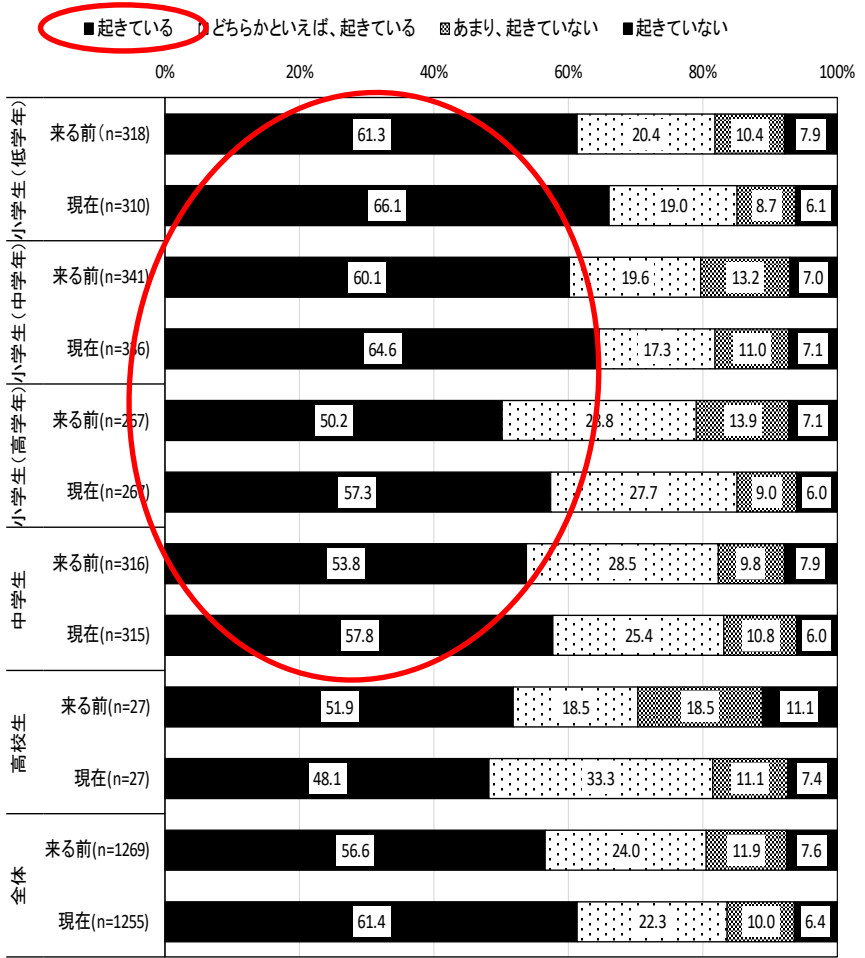 ■起きている □どちらかといえば、起きている ▩あまり、起きていない ■起きていない
0% 20% 40% 60% 80% 100%
小学生(低学年)
来る前(n=318) 61.3 20.4 10.4 7.9
現在(n=310) 66.1 19.0 8.7 6.1
小学生(中学年)
来る前(n=341) 60.1 19.6 13.2 7.0
現在(n=336) 64.6 17.3 11.0 7.1
小学生(高学年)
来る前(n=267) 50.2 28.8 13.9 7.1
現在(n=267) 57.3 27.7 9.0 6.0
中学生
来る前(n=316) 53.8 28.5 9.8 7.9
現在(n=315) 57.8 25.4 10.8 6.0
高校生
来る前(n=27) 51.9 18.5 18.5 11.1
現在(n=27) 48.1 33.3 11.1 7.4
全体
来る前(n=1269) 56.6 24.0 11.9 7.6
現在(n=1255) 61.4 22.3 10.0 6.4